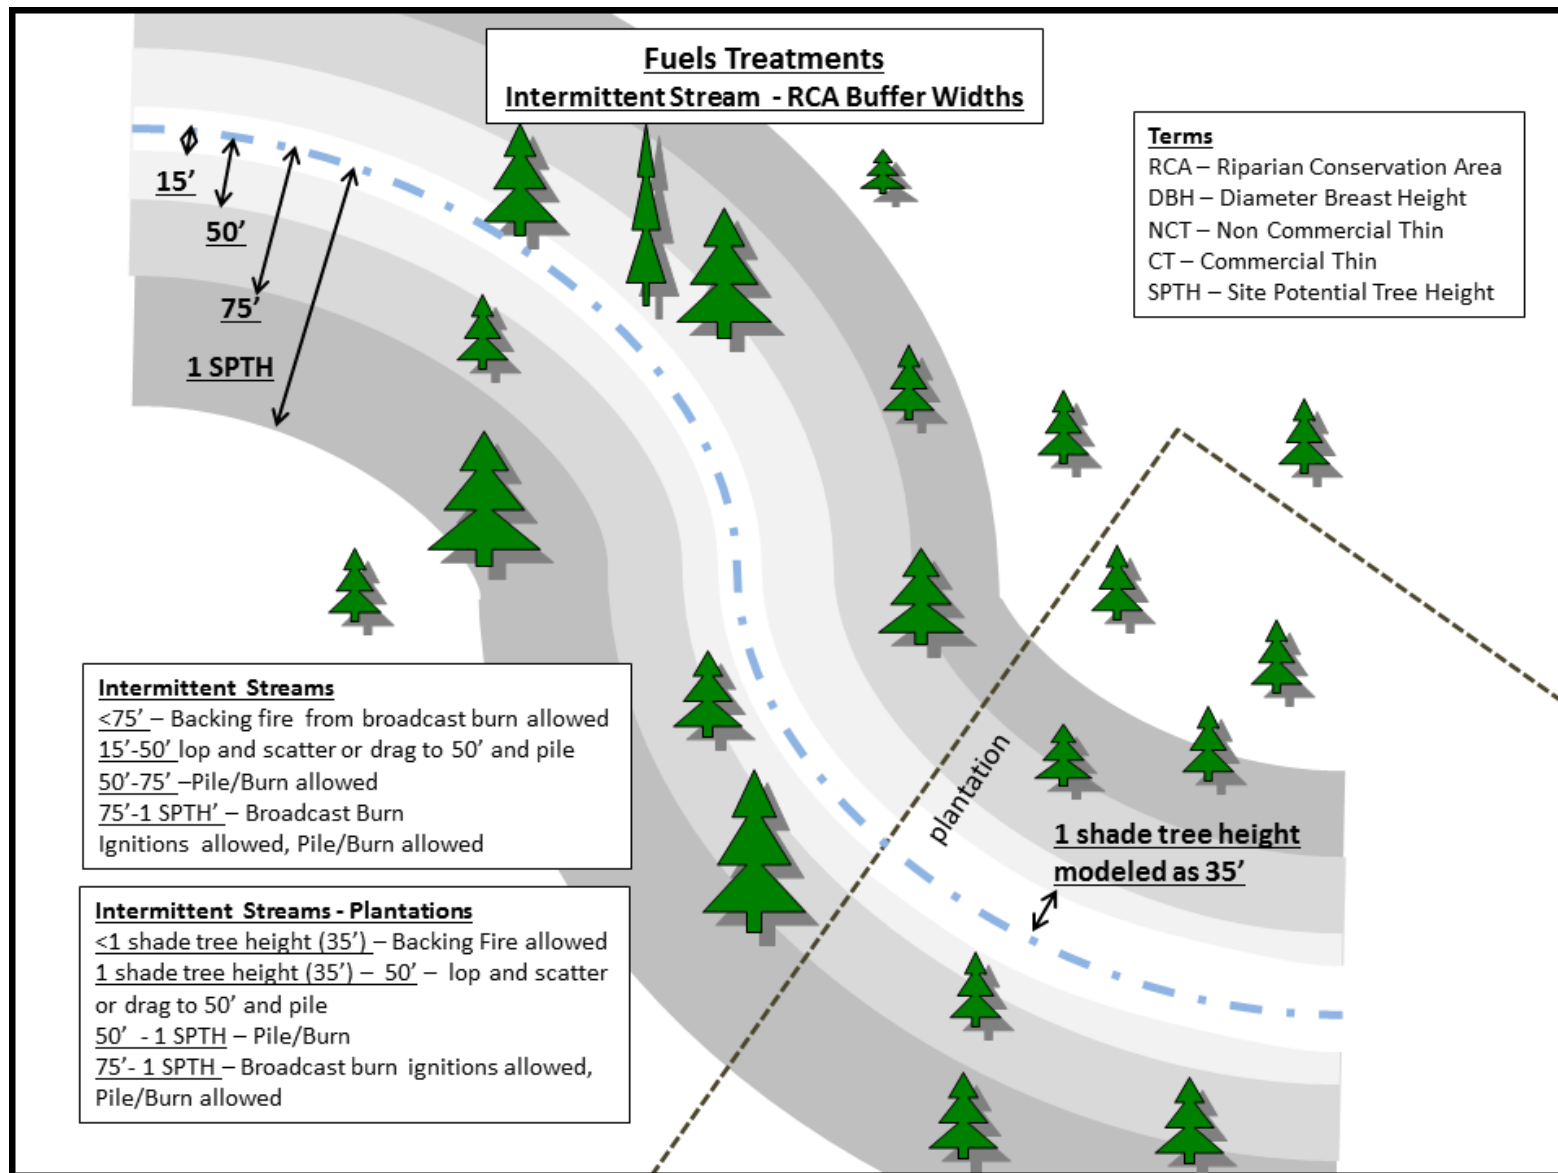 Fuels Treatments
Intermittent Stream - RCA Buffer Widths
Terms
RCA – Riparian Conservation Area
DBH – Diameter Breast Height
NCT – Non Commercial Thin
CT – Commercial Thin
SPTH – Site Potential Tree Height
15’
50’
75’
1 SPTH
Intermittent Streams
<75’ – Backing fire from broadcast burn allowed
15’-50’ lop and scatter or drag to 50’ and pile
50’-75’ –Pile/Burn allowed
75’-1 SPTH’ – Broadcast Burn
Ignitions allowed, Pile/Burn allowed
plantation
1 shade tree height
modeled as 35’
Intermittent Streams - Plantations
<1 shade tree height (35’) – Backing Fire allowed
1 shade tree height (35’) – 50’ – lop and scatter
or drag to 50’ and pile
50’ - 1 SPTH – Pile/Burn
75’- 1 SPTH – Broadcast burn ignitions allowed,
Pile/Burn allowed